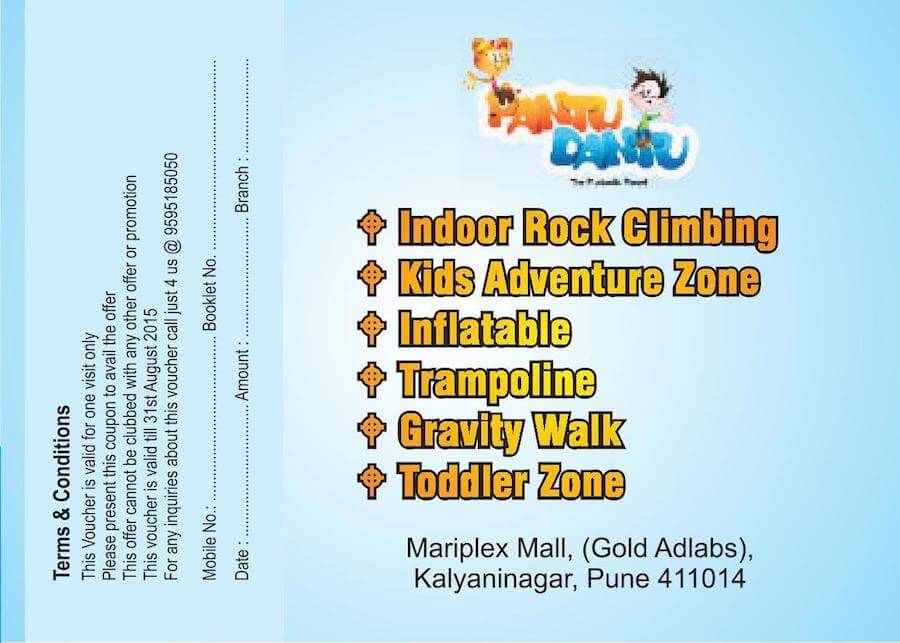 PANTU
DANTU
Indoor Rock Climbing
Kids Adventure Zone
Inflatable
Trampoline
Gravity Walk
Toddler Zone
Mariplex Mall, (Gold Adlabs),
Kalyaninagar, Pune 411014
Terms & Conditions
This Voucher is valid for one visit only
Please present this coupon to avail the offer
This offer cannot be clubbed with any other offer or promotion
This voucher is valid till 31st August 2015
For any inquiries about this voucher call just 4 us @ 9595185050
Mobile No.: ........................................ Booklet No. ........................................
Date : .............................. Amount : .............................. Branch : ..............................